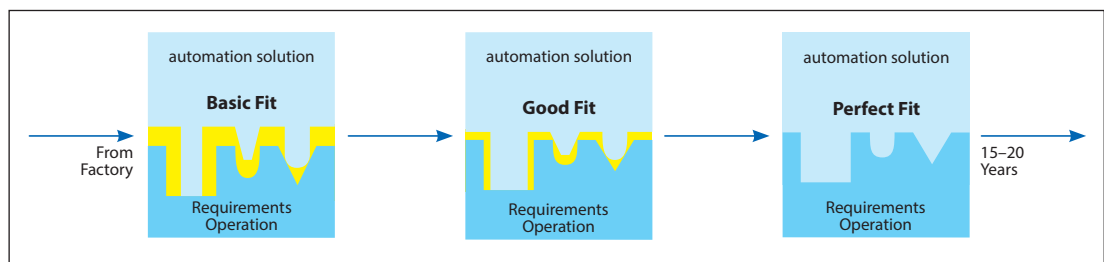 From
Factory
automation solution
Basic Fit
Requirements
Operation
automation solution
Good Fit
Requirements
Operation
automation solution
Perfect Fit
Requirements
Operation
15–20
Years